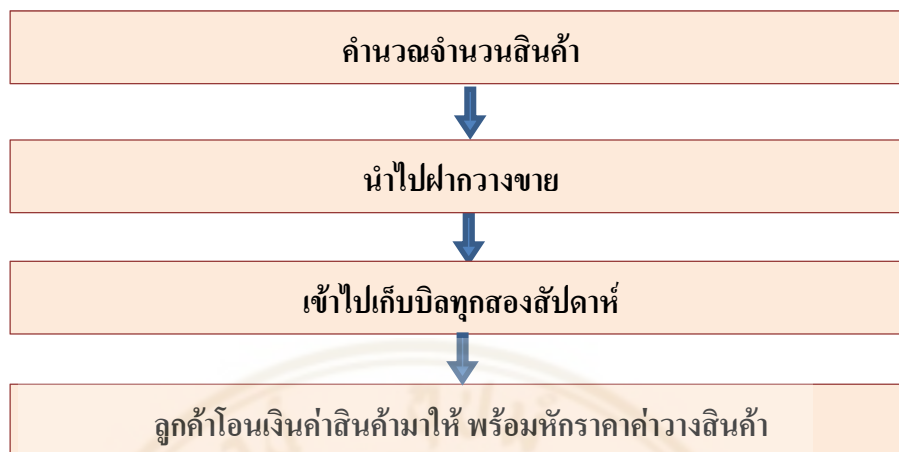 คำนวณจำนวนสินค้า
นำไปฝากวางขาย
เข้าไปเก็บบิลทุกสองสัปดาห์
ลูกค้าโอนเงินค่าสินค้ามาให้ พร้อมหักราคาค่าวางสินค้า